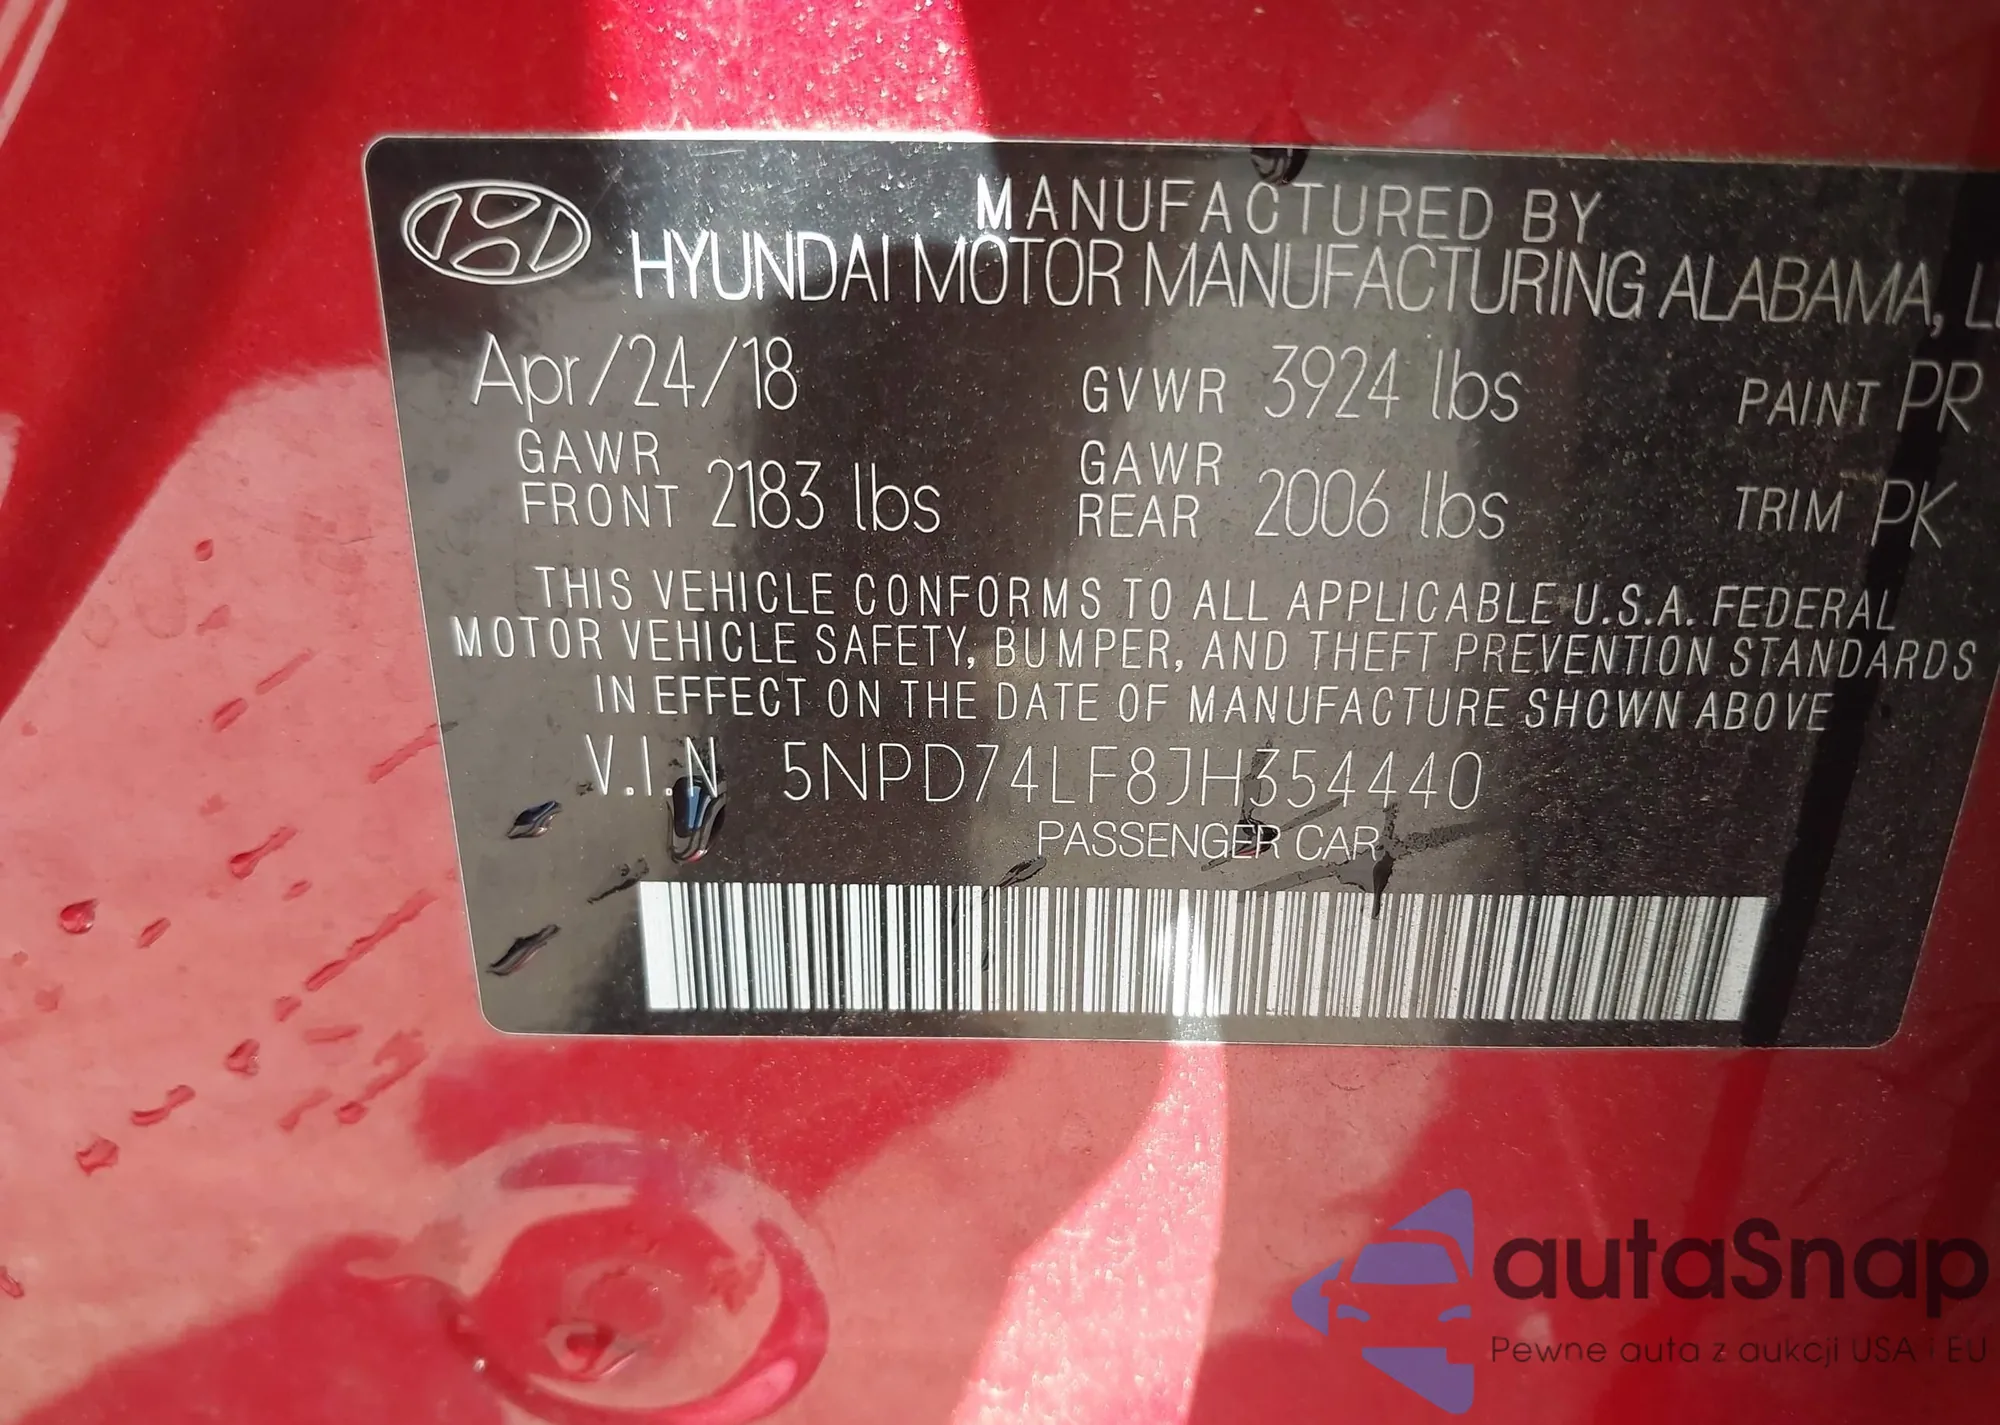 MANUFACTURED BY
HYUNDAI MOTOR MANUFACTURING ALABAMA,
Apr/24/18 GVWR 3924 lbs PAINT PR
GAWR FRONT 2183 lbs GAWR REAR 2006 lbs TRIM PK
THIS VEHICLE CONFORMS TO ALL APPLICABLE U.S.A. FEDERAL
MOTOR VEHICLE SAFETY, BUMPER, AND THEFT PREVENTION STANDARDS
IN EFFECT ON THE DATE OF MANUFACTURE SHOWN ABOVE
V.I.N 5NPD74LF8JH354440
PASSENGER CAR
autaSnap
Pewne auta z aukcji USA i EU